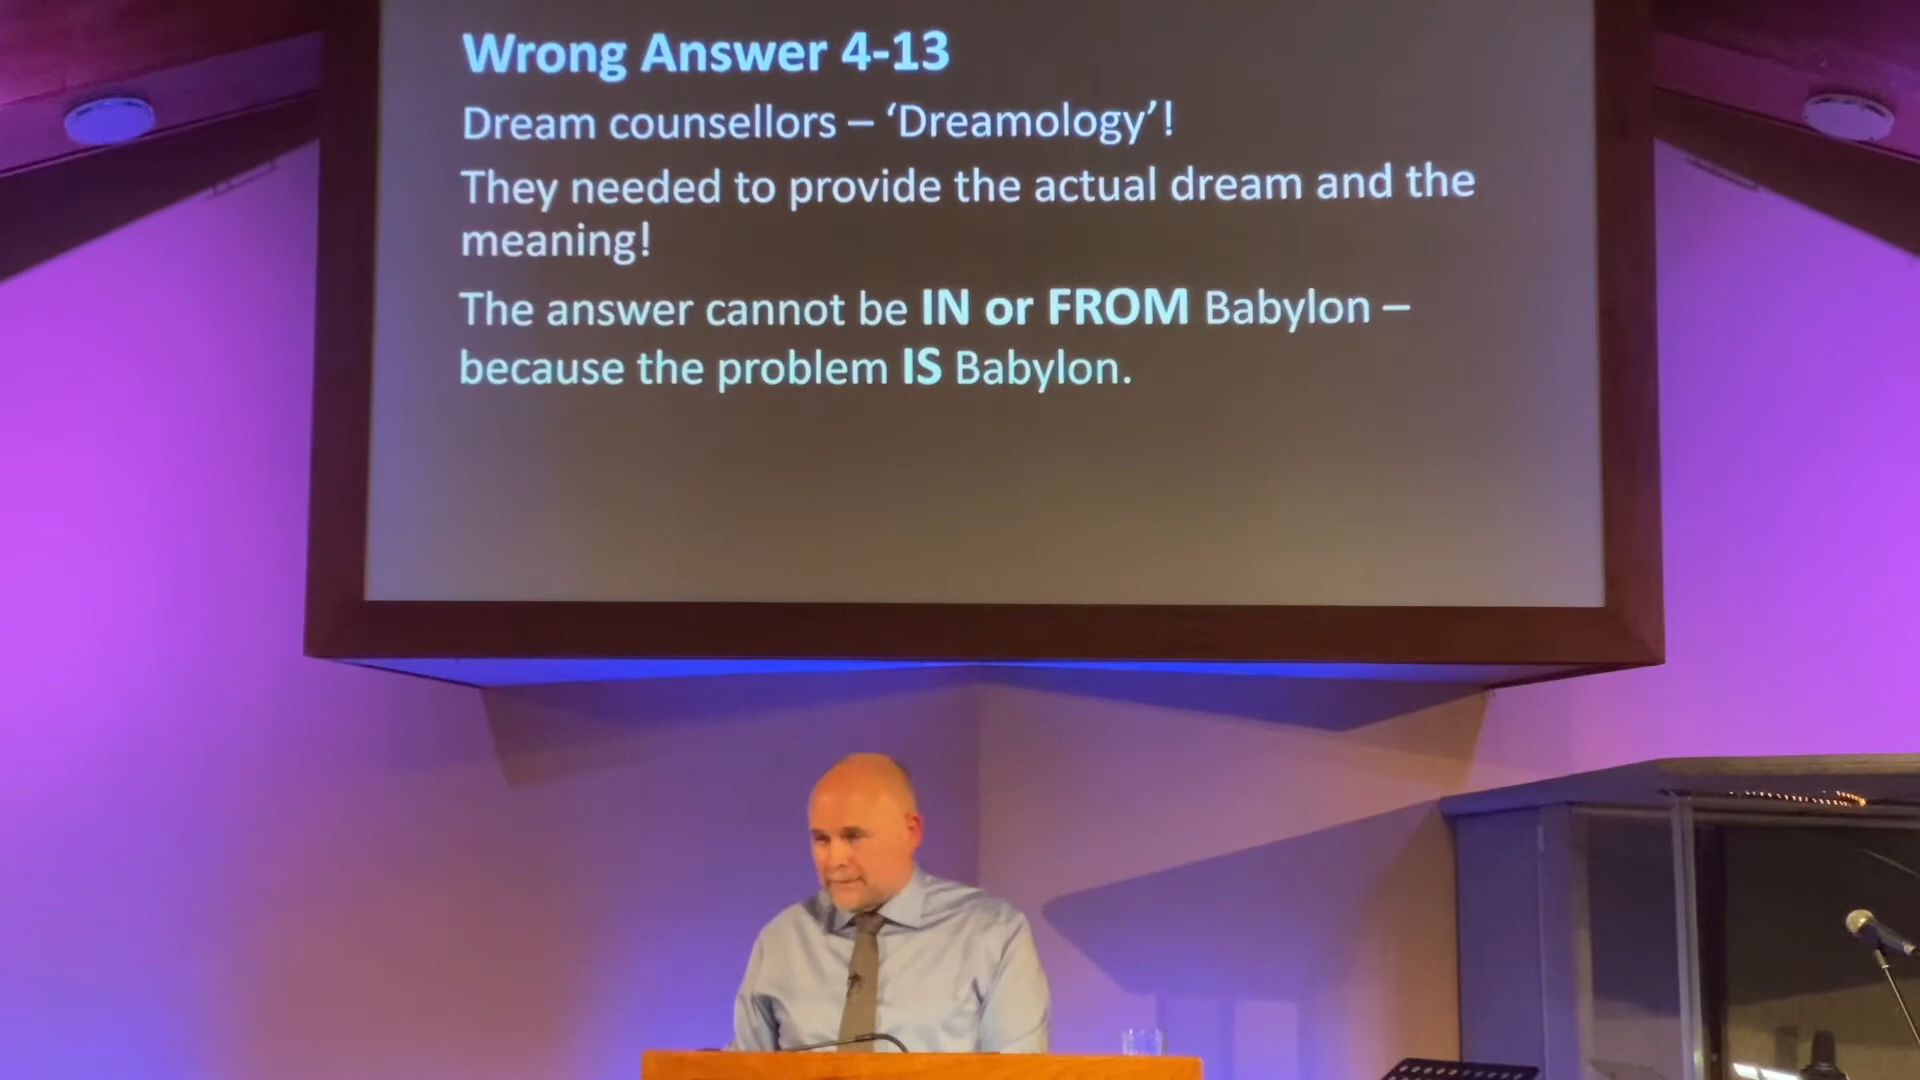 Wrong Answer 4-13
Dream counsellors – ‘Dreamology’!
They needed to provide the actual dream and the
meaning!
The answer cannot be IN or FROM Babylon –
because the problem IS Babylon.